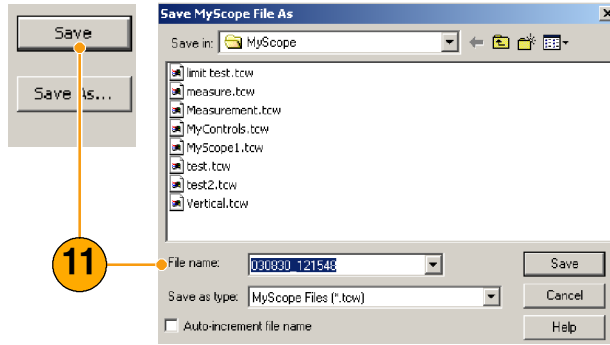 Save
Save As...
11
Save MyScope File As
Save in: MyScope
limit test.tcw
measure.tcw
Measurement.tcw
MyControls.tcw
MyScope1.tcw
test.tcw
test2.tcw
Vertical.tcw
File name: 030830_121548
Save
Save as type: MyScope Files (*.tcw)
Cancel
Auto-increment file name
Help